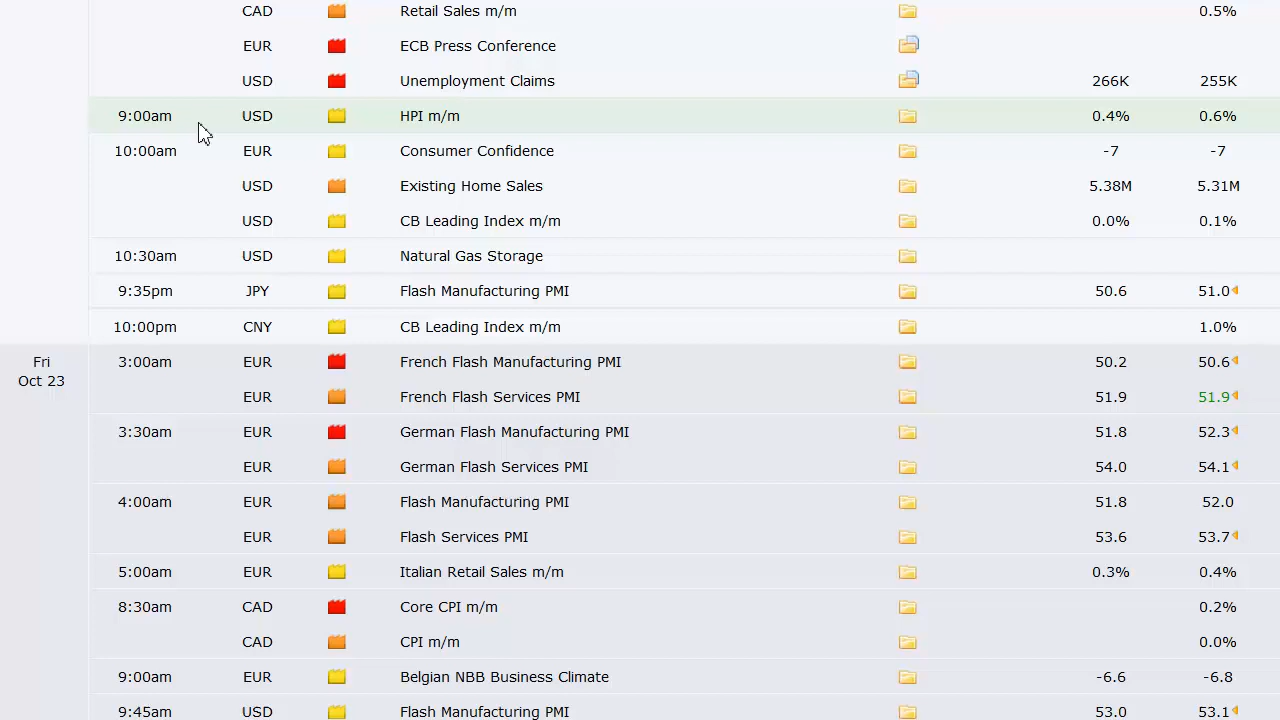 CAD Retail Sales m/m 0.5%
EUR ECB Press Conference
USD Unemployment Claims 266K 255K
9:00am USD HPI m/m 0.4% 0.6%
10:00am EUR Consumer Confidence -7 -7
USD Existing Home Sales 5.38M 5.31M
USD CB Leading Index m/m 0.0% 0.1%
10:30am USD Natural Gas Storage
9:35pm JPY Flash Manufacturing PMI 50.6 51.0
10:00pm CNY CB Leading Index m/m 1.0%
Fri 3:00am EUR French Flash Manufacturing PMI 50.2 50.6
Oct 23
EUR French Flash Services PMI 51.9 51.9
3:30am EUR German Flash Manufacturing PMI 51.8 52.3
EUR German Flash Services PMI 54.0 54.1
4:00am EUR Flash Manufacturing PMI 51.8 52.0
EUR Flash Services PMI 53.6 53.7
5:00am EUR Italian Retail Sales m/m 0.3% 0.4%
8:30am CAD Core CPI m/m 0.2%
CAD CPI m/m 0.0%
9:00am EUR Belgian NBB Business Climate -6.6 -6.8
9:45am USD Flash Manufacturing PMI 53.0 53.1